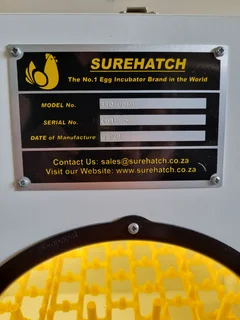 SUREHATCH
The No.1 Egg Incubator Brand in the World
MODEL No.
SERIAL No.
DATE of Manufacture
Contact Us: sales@surehatch.co.za
Visit our Website: www.surehatch.co.za